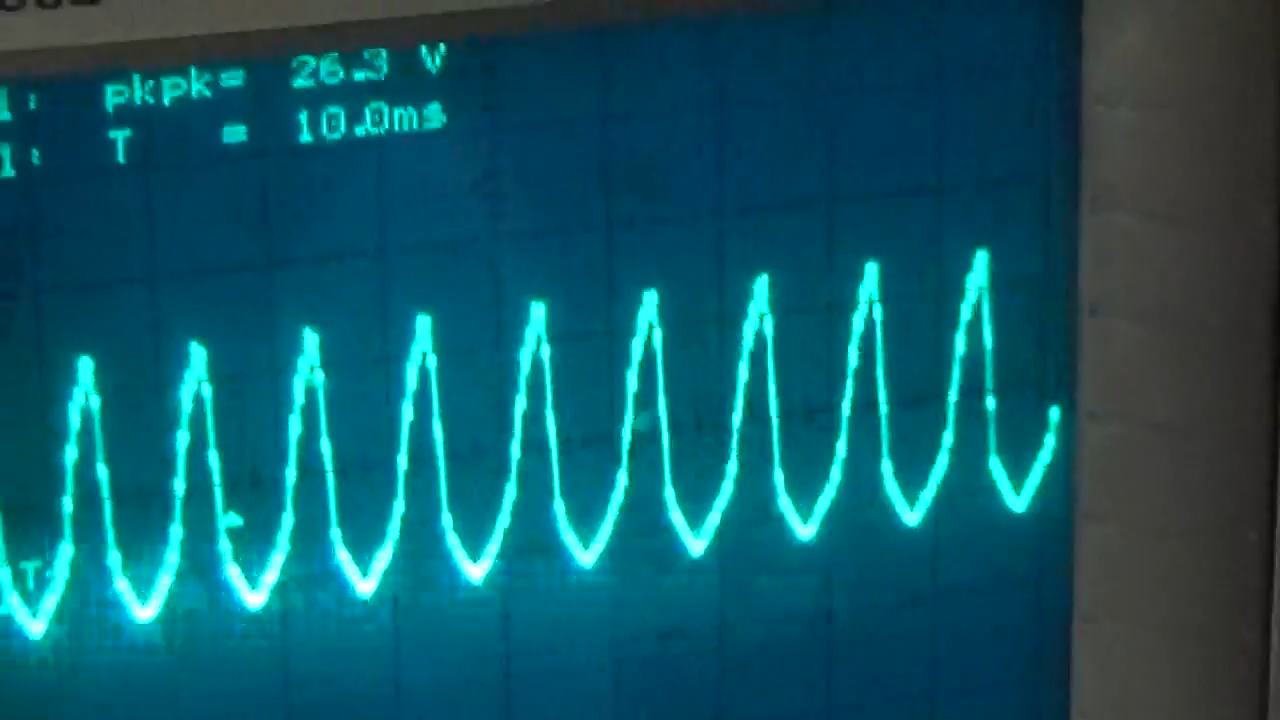 1: pkpk= 26.3 V
1: T = 10.0ms
T